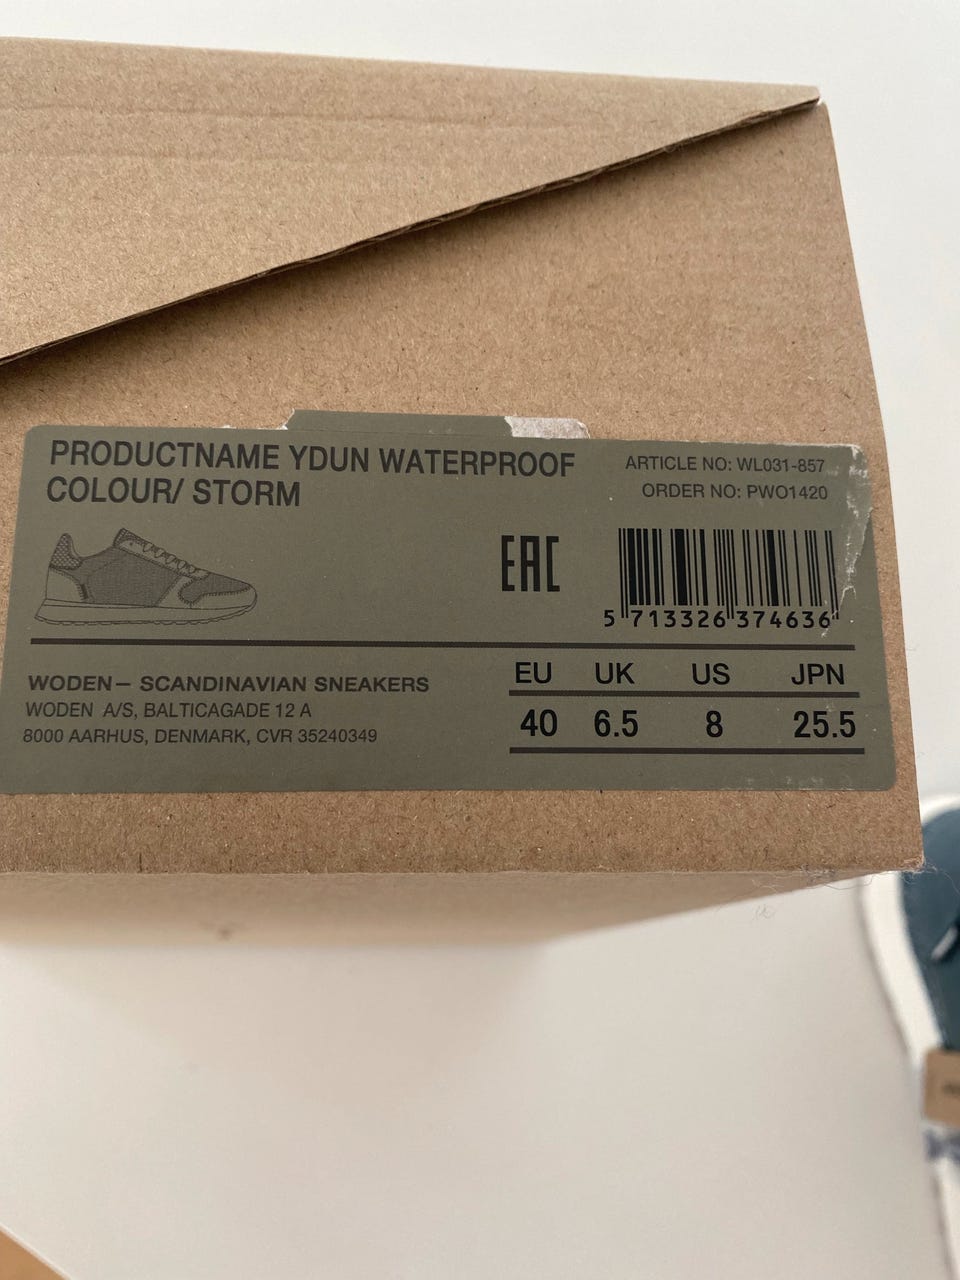 PRODUCTNAME YDUN WATERPROOF
COLOUR/ STORM
ARTICLE NO: WL031-857
ORDER NO: PWO1420
EAC
5 713326 374636
WODEN— SCANDINAVIAN SNEAKERS
WODEN A/S, BALTICAGADE 12 A
8000 AARHUS, DENMARK, CVR 35240349
EU UK US JPN
40 6.5 8 25.5